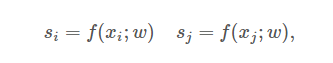 s_i = f(x_i; w)   s_j = f(x_j; w),